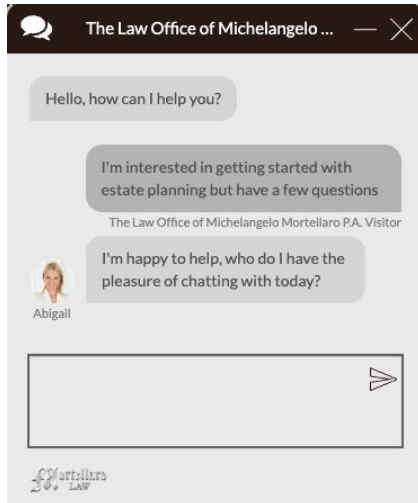 The Law Office of Michelangelo ...
Hello, how can I help you?
I'm interested in getting started with
estate planning but have a few questions
The Law Office of Michelangelo Mortellaro P.A. Visitor
I'm happy to help, who do I have the
pleasure of chatting with today?
Abigail
Mortellaro
LAW